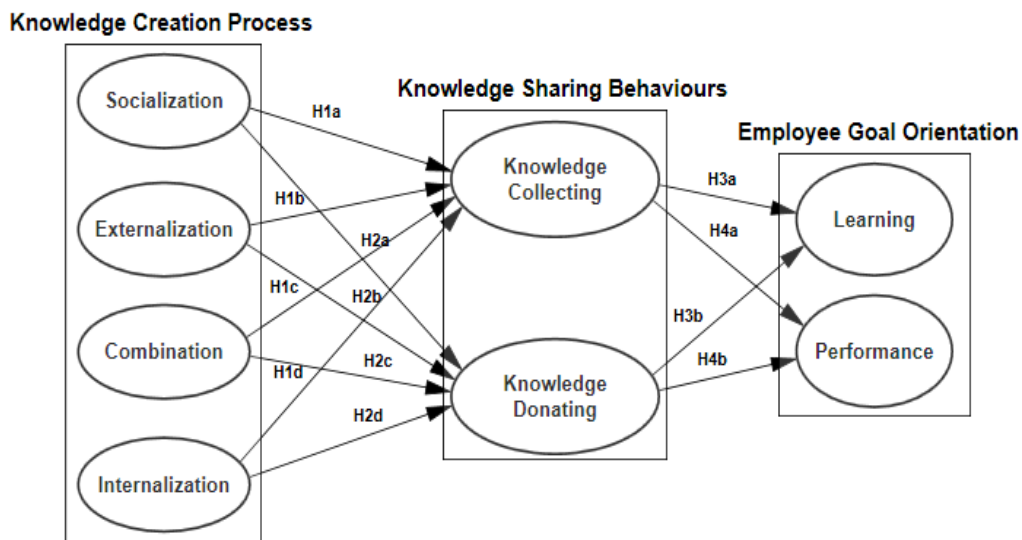 Knowledge Creation Process
Socialization
Externalization
Combination
Internalization
H1a
H1b
H2a
H1c
H2b
H1d
H2c
H2d
Knowledge Sharing Behaviours
Knowledge
Collecting
Knowledge
Donating
H3a
H4a
H3b
H4b
Employee Goal Orientation
Learning
Performance